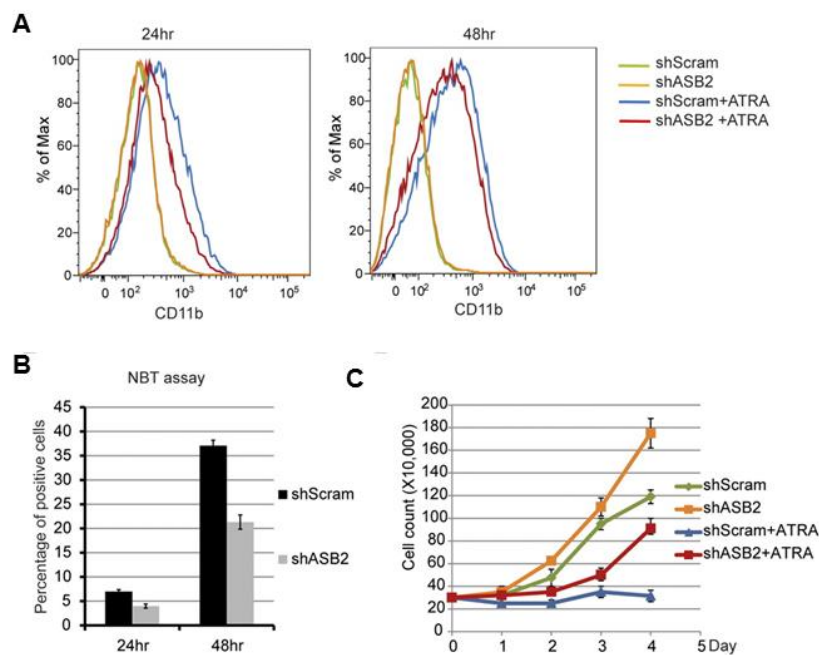 A
24hr
48hr
% of Max
100
80
60
40
20
0
0 10² 10³ 10⁴ 10⁵
CD11b
% of Max
100
80
60
40
20
0
0 10² 10³ 10⁴ 10⁵
CD11b
shScram
shASB2
shScram+ATRA
shASB2 +ATRA
B
NBT assay
Percentage of positive cells
45
40
35
30
25
20
15
10
5
0
24hr 48hr
shScram
shASB2
C
Cell count (X10,000)
200
180
160
140
120
100
80
60
40
20
0
0 1 2 3 4 5 Day
shScram
shASB2
shScram+ATRA
shASB2+ATRA